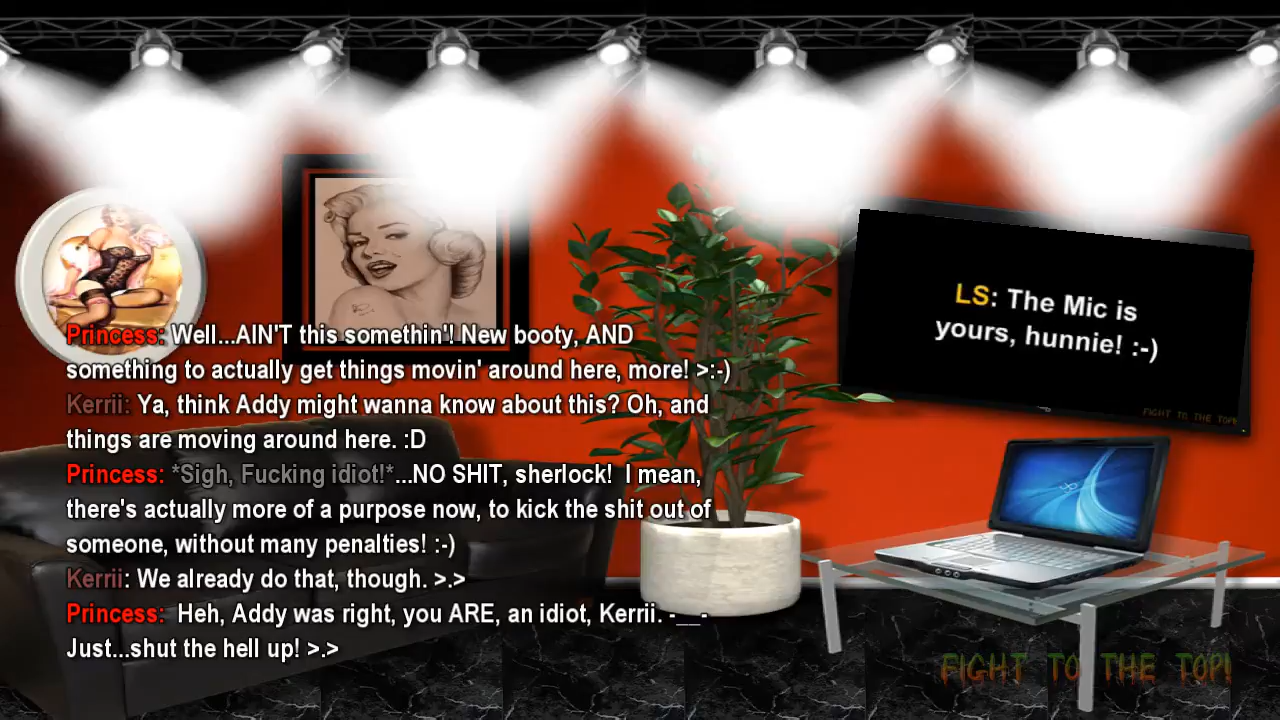 Princess: Well...AIN'T this somethin'! New booty, AND
something to actually get things movin' around here, more! >:-)
Kerrii: Ya, think Addy might wanna know about this? Oh, and
things are moving around here. :D
Princess: *Sigh, Fucking idiot!*...NO SHIT, sherlock!  I mean,
there's actually more of a purpose now, to kick the shit out of
someone, without many penalties! :-)
Kerrii: We already do that, though. >.>
Princess:  Heh, Addy was right, you ARE, an idiot, Kerrii. -__-
Just...shut the hell up! >.>
LS: The Mic is
yours, hunnie! :-)
FIGHT TO THE TOP!
FIGHT TO THE TOP!